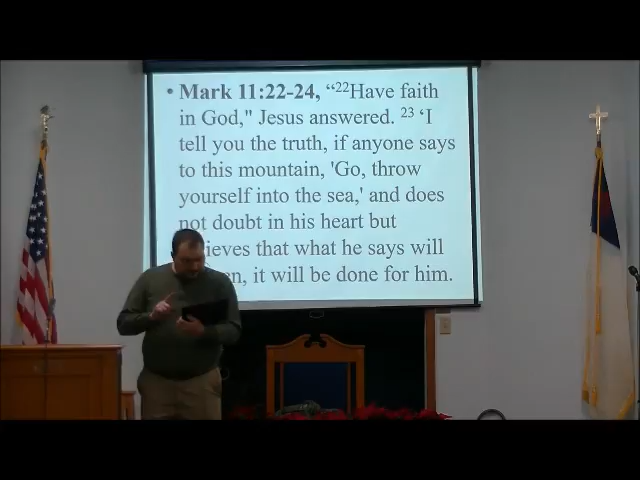 • Mark 11:22-24, “²²Have faith
in God," Jesus answered. ²³ ‘I
tell you the truth, if anyone says
to this mountain, 'Go, throw
yourself into the sea,' and does
not doubt in his heart but
ieves that what he says will
en, it will be done for him.